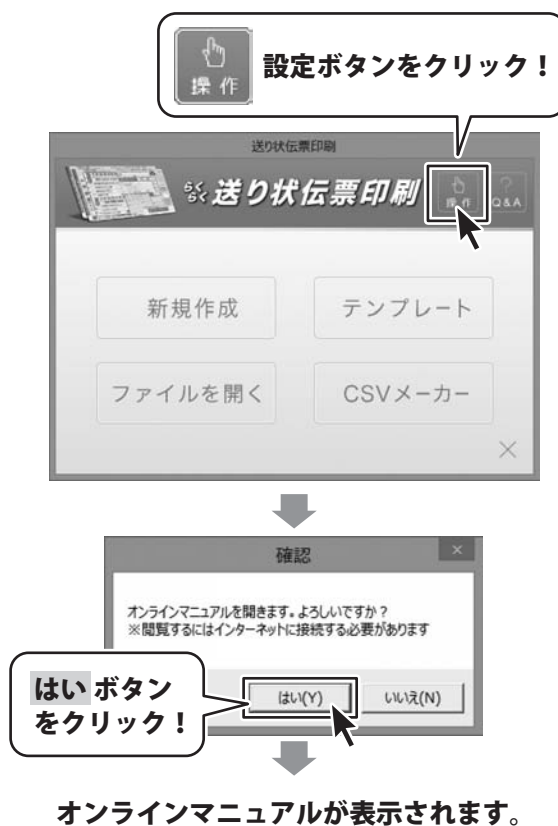 操作 設定ボタンをクリック！
送り状伝票印刷
らくらく 送り状伝票印刷 操作 ? Q&A
新規作成 テンプレート
ファイルを開く CSVメーカー
確認
オンラインマニュアルを開きます。よろしいですか？
※閲覧するにはインターネットに接続する必要があります
はい ボタン
をクリック！
はい(Y) いいえ(N)
オンラインマニュアルが表示されます。